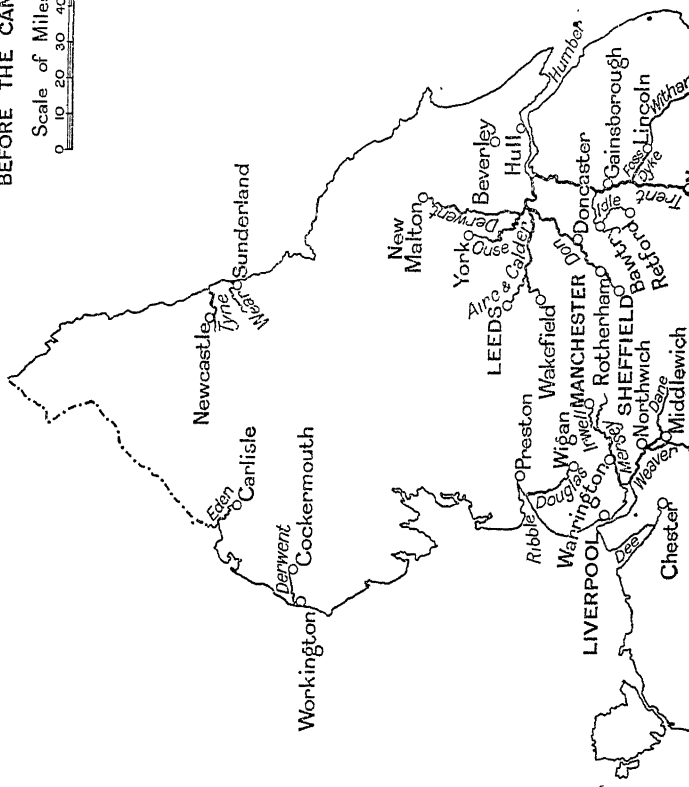 BEFORE THE CAN
Scale of Miles
0 10 20 30 40
Sunderland
Newcastle
Tyne
Wear
Eden
Carlisle
Derwent
Cockermouth
Workington
New
Malton
Derwent
York
Ouse
Beverley
Hull
Humber
Aire & Calder
LEEDS
Wakefield
Don
Doncaster
Gainsborough
Foss
Dyke
Lincoln
Witham
Trent
Idle
Bawtry
Retford
Rotherham
SHEFFIELD
MANCHESTER
Irwell
Mersey
Wigan
Douglas
Preston
Ribble
Warrington
LIVERPOOL
Dee
Chester
Weaver
Northwich
Dane
Middlewich